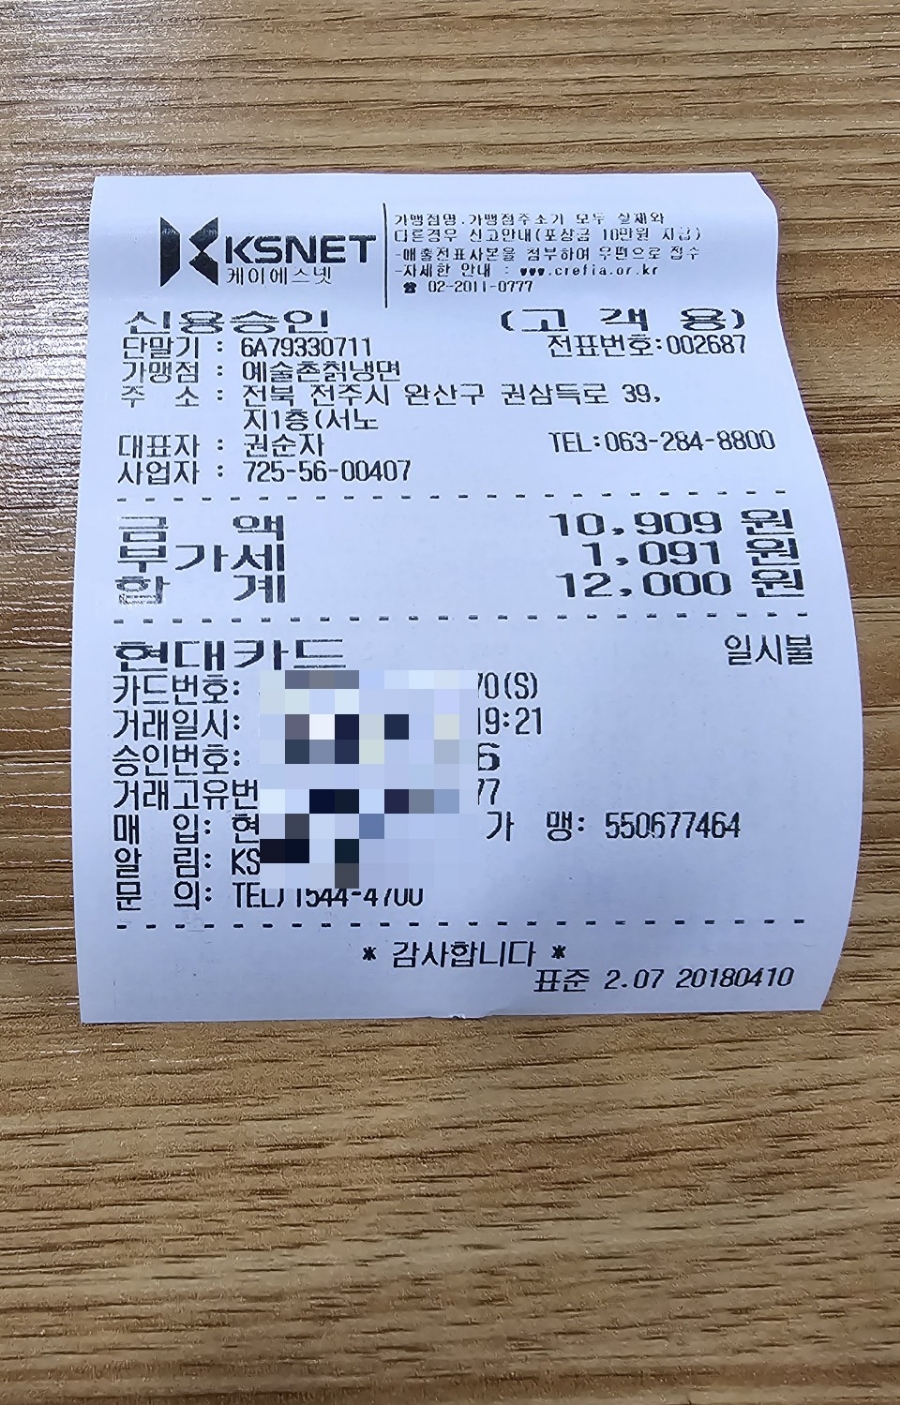 KSNET
케이에스넷
가맹점명.가맹점주소가 모두 실제와
다른경우 신고안내(포상금 10만원 지급)
-매출전표사본을 첨부하여 우편으로 접수
-자세한 안내 : www.crefia.or.kr
☎ 02-2011-0777
신용승인 (고 객 용)
단말기 : 6A79330711 전표번호:002687
가맹점 : 예술촌칡냉면
주 소 : 전북 전주시 완산구 권삼득로 39,
지1층(서노
대표자 : 권순자 TEL:063-284-8800
사업자 : 725-56-00407
금 액 10,909 원
부가세 1,091 원
합 계 12,000 원
현대카드 일시불
카드번호: 70(S)
거래일시: 19:21
승인번호: 6
거래고유번 77
매 입: 현 가 맹: 550677464
알 림: KS
문 의: TEL)1544-4700
* 감사합니다 *
표준 2.07 20180410